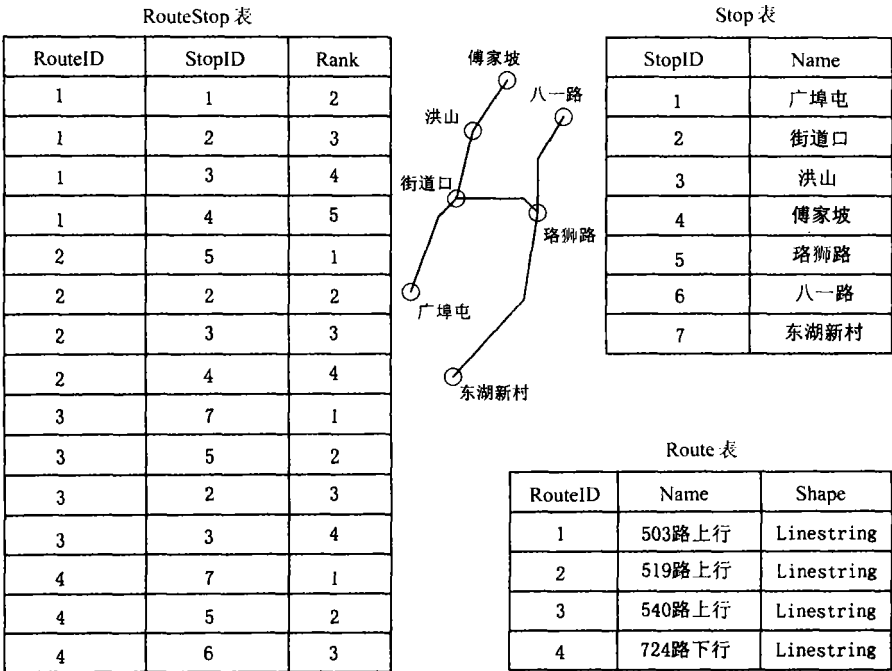 RouteStop 表
RouteID StopID Rank
1 1 2
1 2 3
1 3 4
1 4 5
2 5 1
2 2 2
2 3 3
2 4 4
3 7 1
3 5 2
3 2 3
3 3 4
4 7 1
4 5 2
4 6 3
傅家坡
八一路
洪山
街道口
珞狮路
广埠屯
东湖新村
Stop 表
StopID Name
1 广埠屯
2 街道口
3 洪山
4 傅家坡
5 珞狮路
6 八一路
7 东湖新村
Route 表
RouteID Name Shape
1 503路上行 Linestring
2 519路上行 Linestring
3 540路上行 Linestring
4 724路下行 Linestring